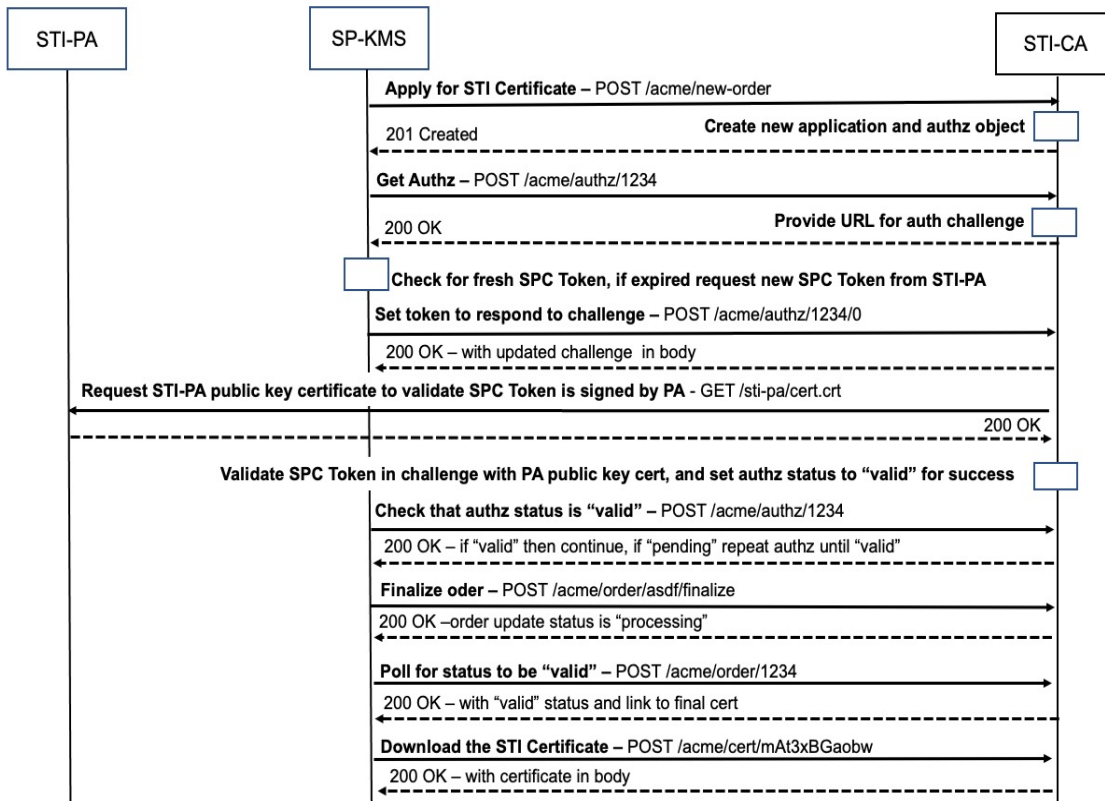 STI-PA
SP-KMS
STI-CA
Apply for STI Certificate – POST /acme/new-order
Create new application and authz object
201 Created
Get Authz – POST /acme/authz/1234
Provide URL for auth challenge
200 OK
Check for fresh SPC Token, if expired request new SPC Token from STI-PA
Set token to respond to challenge – POST /acme/authz/1234/0
200 OK – with updated challenge in body
Request STI-PA public key certificate to validate SPC Token is signed by PA - GET /sti-pa/cert.crt
200 OK
Validate SPC Token in challenge with PA public key cert, and set authz status to “valid” for success
Check that authz status is “valid” – POST /acme/authz/1234
200 OK – if “valid” then continue, if “pending” repeat authz until “valid”
Finalize oder – POST /acme/order/asdf/finalize
200 OK –order update status is “processing”
Poll for status to be “valid” – POST /acme/order/1234
200 OK – with “valid” status and link to final cert
Download the STI Certificate – POST /acme/cert/mAt3xBGaobw
200 OK – with certificate in body